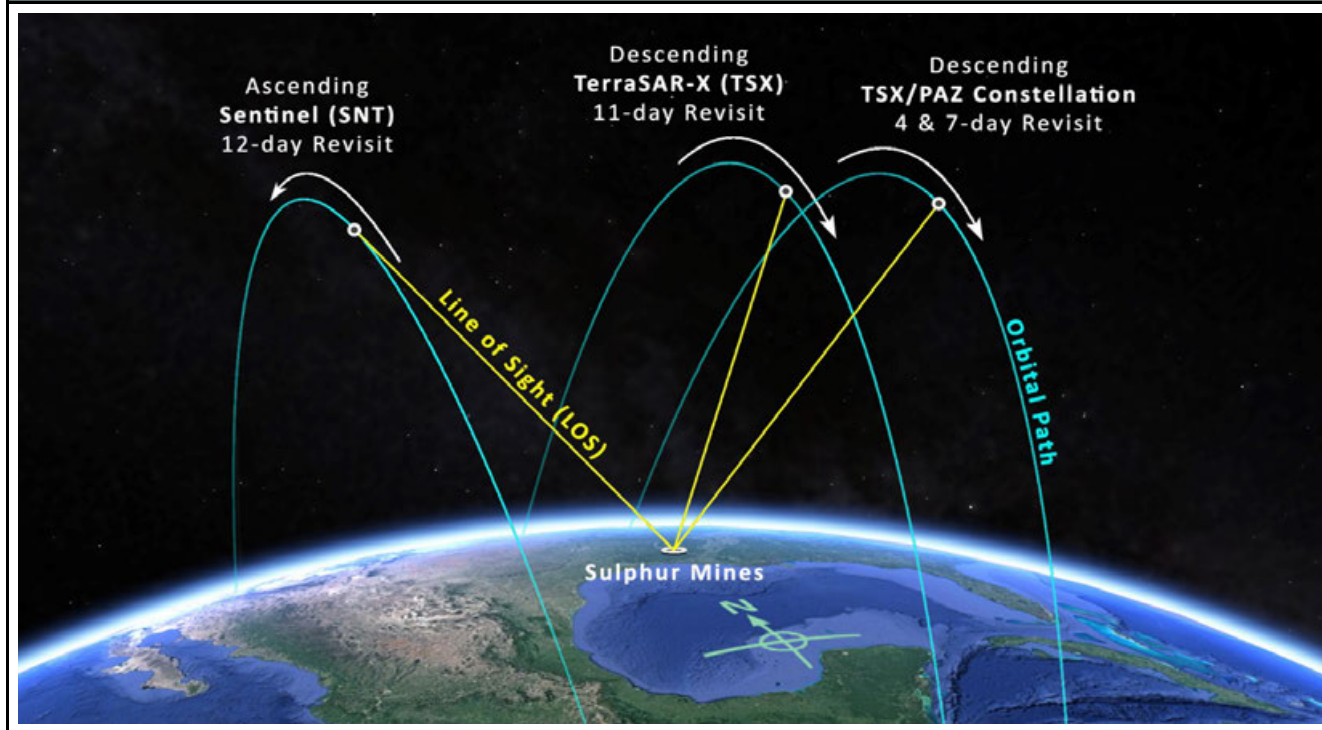 Ascending
Sentinel (SNT)
12-day Revisit
Descending
TerraSAR-X (TSX)
11-day Revisit
Descending
TSX/PAZ Constellation
4 & 7-day Revisit
Line of Sight (LOS)
Orbital Path
Sulphur Mines
N